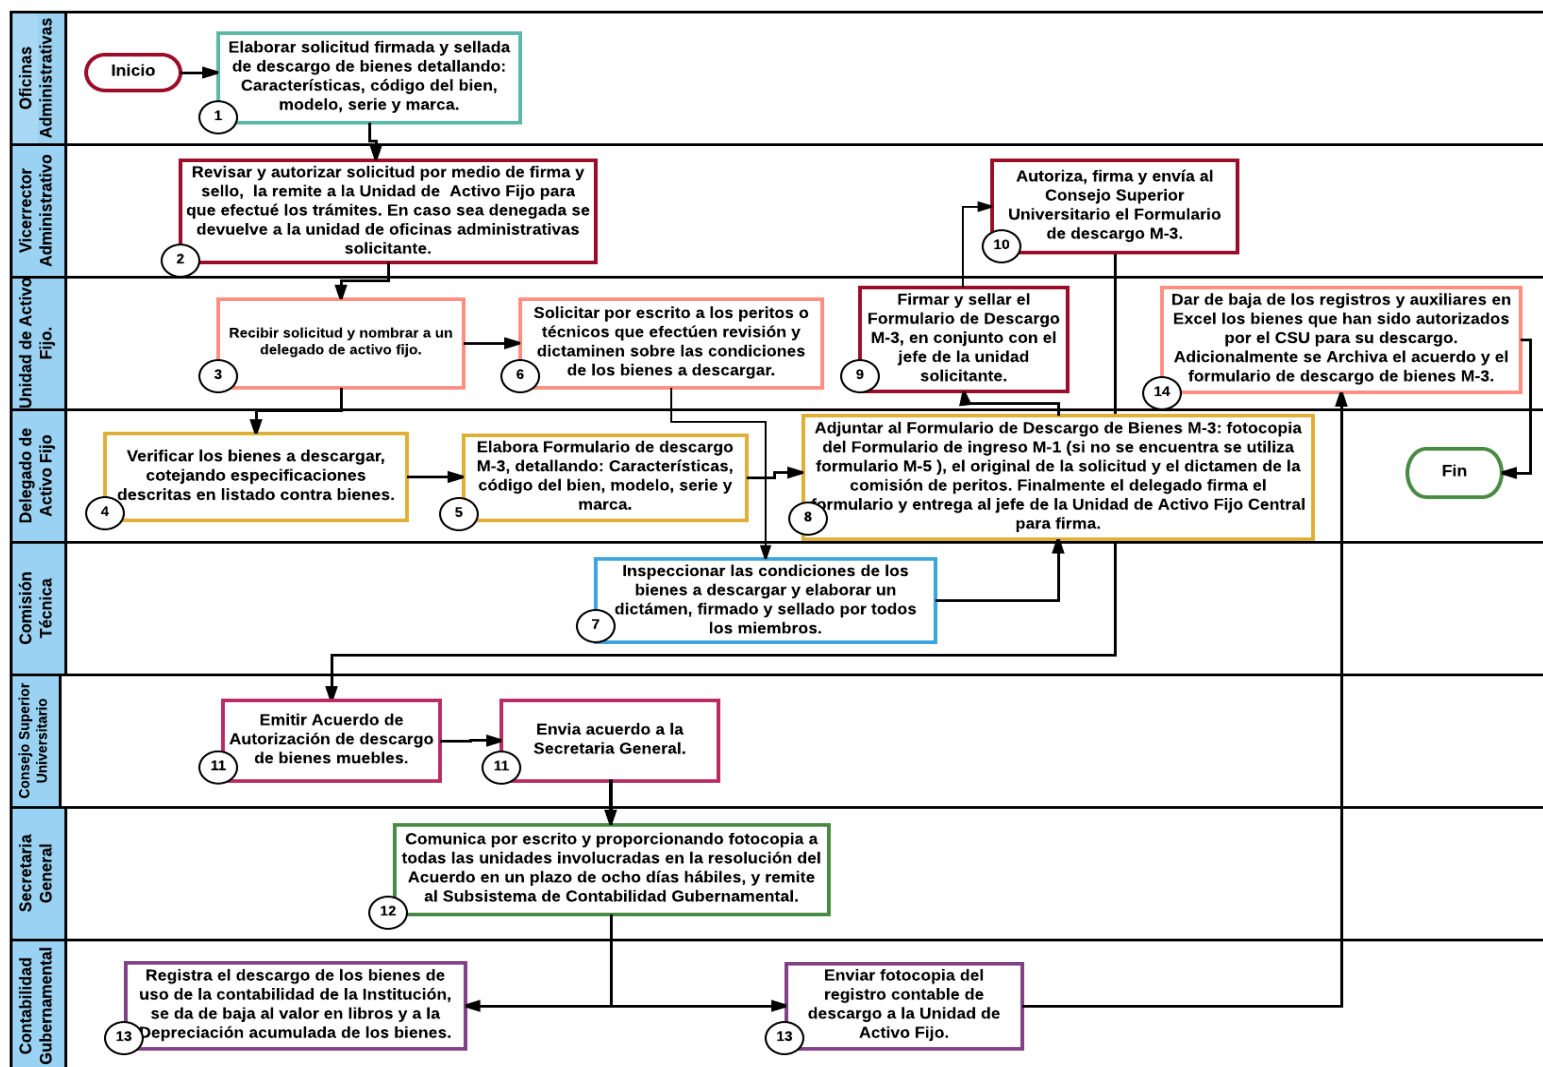 Oficinas
Administrativas
Inicio
Elaborar solicitud firmada y sellada
de descargo de bienes detallando:
Características, código del bien,
modelo, serie y marca.
1
Vicerrector
Administrativo
Revisar y autorizar solicitud por medio de firma y
sello, la remite a la Unidad de Activo Fijo para
que efectué los trámites. En caso sea denegada se
devuelve a la unidad de oficinas administrativas
solicitante.
2
Autoriza, firma y envía al
Consejo Superior
Universitario el Formulario
de descargo M-3.
10
Unidad de Activo
Fijo.
Recibir solicitud y nombrar a un
delegado de activo fijo.
3
Solicitar por escrito a los peritos o
técnicos que efectúen revisión y
dictaminen sobre las condiciones
de los bienes a descargar.
6
Firmar y sellar el
Formulario de Descargo
M-3, en conjunto con el
jefe de la unidad
solicitante.
9
Dar de baja de los registros y auxiliares en
Excel los bienes que han sido autorizados
por el CSU para su descargo.
Adicionalmente se Archiva el acuerdo y el
formulario de descargo de bienes M-3.
14
Delegado de
Activo Fijo
Verificar los bienes a descargar,
cotejando especificaciones
descritas en listado contra bienes.
4
Elabora Formulario de descargo
M-3, detallando: Características,
código del bien, modelo, serie y
marca.
5
Adjuntar al Formulario de Descargo de Bienes M-3: fotocopia
del Formulario de ingreso M-1 (si no se encuentra se utiliza
formulario M-5 ), el original de la solicitud y el dictamen de la
comisión de peritos. Finalmente el delegado firma el
formulario y entrega al jefe de la Unidad de Activo Fijo Central
para firma.
8
Fin
Comisión
Técnica
Inspeccionar las condiciones de los
bienes a descargar y elaborar un
dictámen, firmado y sellado por todos
los miembros.
7
Consejo Superior
Universitario
Emitir Acuerdo de
Autorización de descargo
de bienes muebles.
11
Envia acuerdo a la
Secretaria General.
11
Secretaria
General
Comunica por escrito y proporcionando fotocopia a
todas las unidades involucradas en la resolución del
Acuerdo en un plazo de ocho días hábiles, y remite
al Subsistema de Contabilidad Gubernamental.
12
Contabilidad
Gubernamental
Registra el descargo de los bienes de
uso de la contabilidad de la Institución,
se da de baja al valor en libros y a la
Depreciación acumulada de los bienes.
13
Enviar fotocopia del
registro contable de
descargo a la Unidad de
Activo Fijo.
13